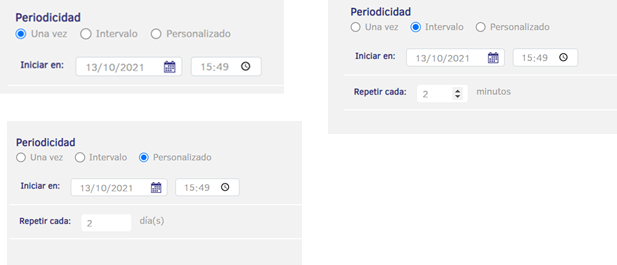 Periodicidad
Una vez Intervalo Personalizado
Iniciar en: 13/10/2021 15:49
Periodicidad
Una vez Intervalo Personalizado
Iniciar en: 13/10/2021 15:49
Repetir cada: 2 minutos
Periodicidad
Una vez Intervalo Personalizado
Iniciar en: 13/10/2021 15:49
Repetir cada: 2 día(s)